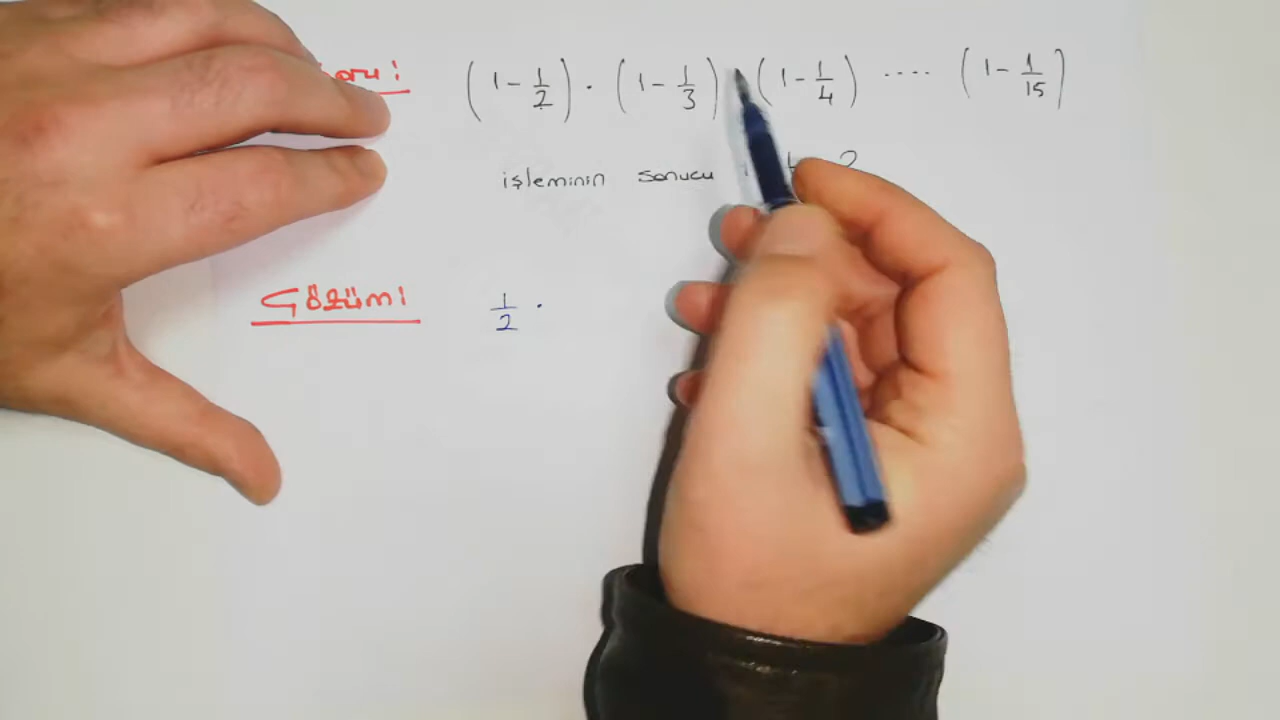 (1 - 1/2) . (1 - 1/3) (1 - 1/4) .... (1 - 1/15)
işleminin sonucu ?
Çözüm:
1/2 .